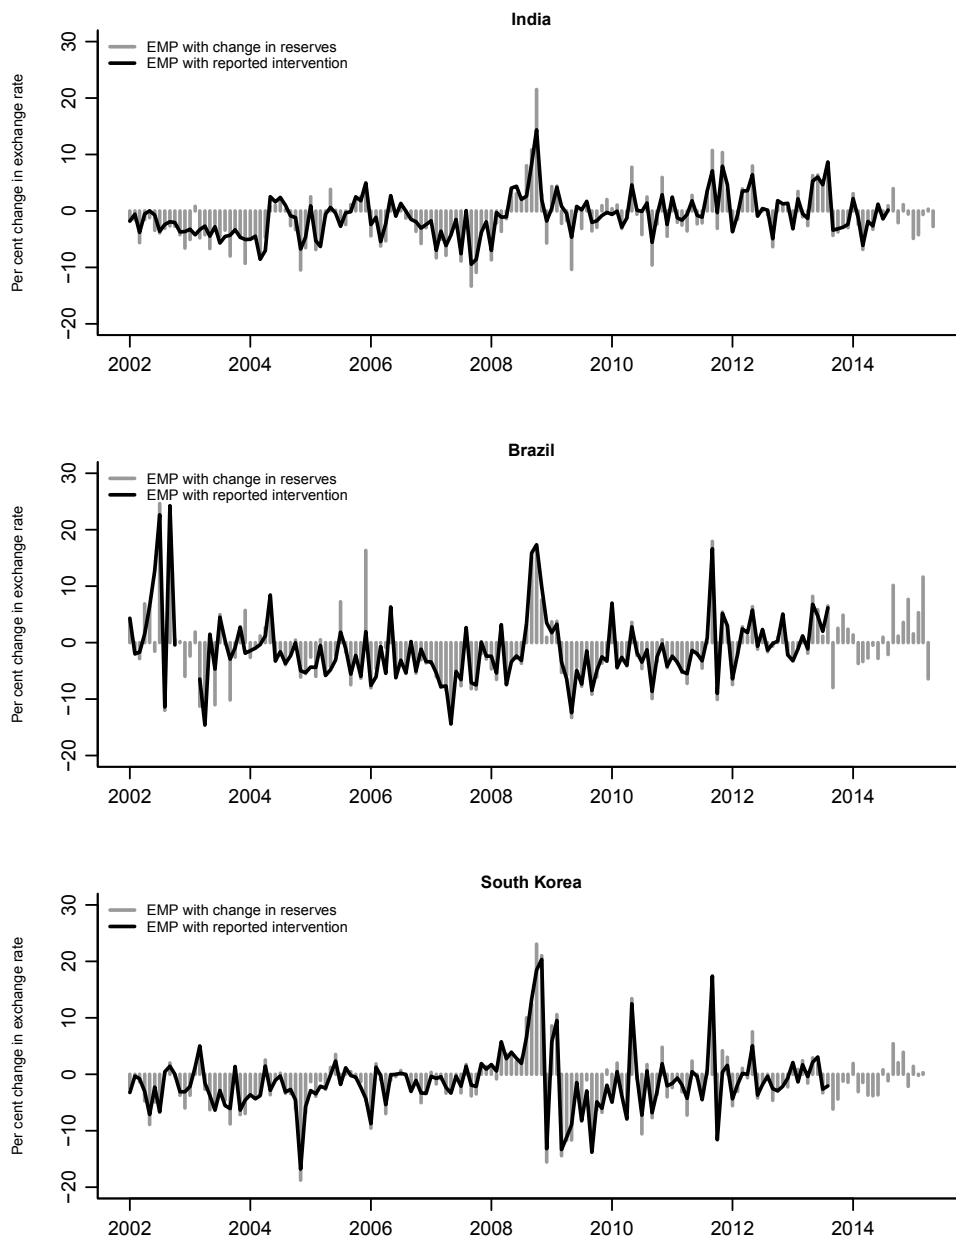 India
Per cent change in exchange rate
30
20
10
0
−10
−20
EMP with change in reserves
EMP with reported intervention
2002 2004 2006 2008 2010 2012 2014
Brazil
Per cent change in exchange rate
30
20
10
0
−10
−20
EMP with change in reserves
EMP with reported intervention
2002 2004 2006 2008 2010 2012 2014
South Korea
Per cent change in exchange rate
30
20
10
0
−10
−20
EMP with change in reserves
EMP with reported intervention
2002 2004 2006 2008 2010 2012 2014